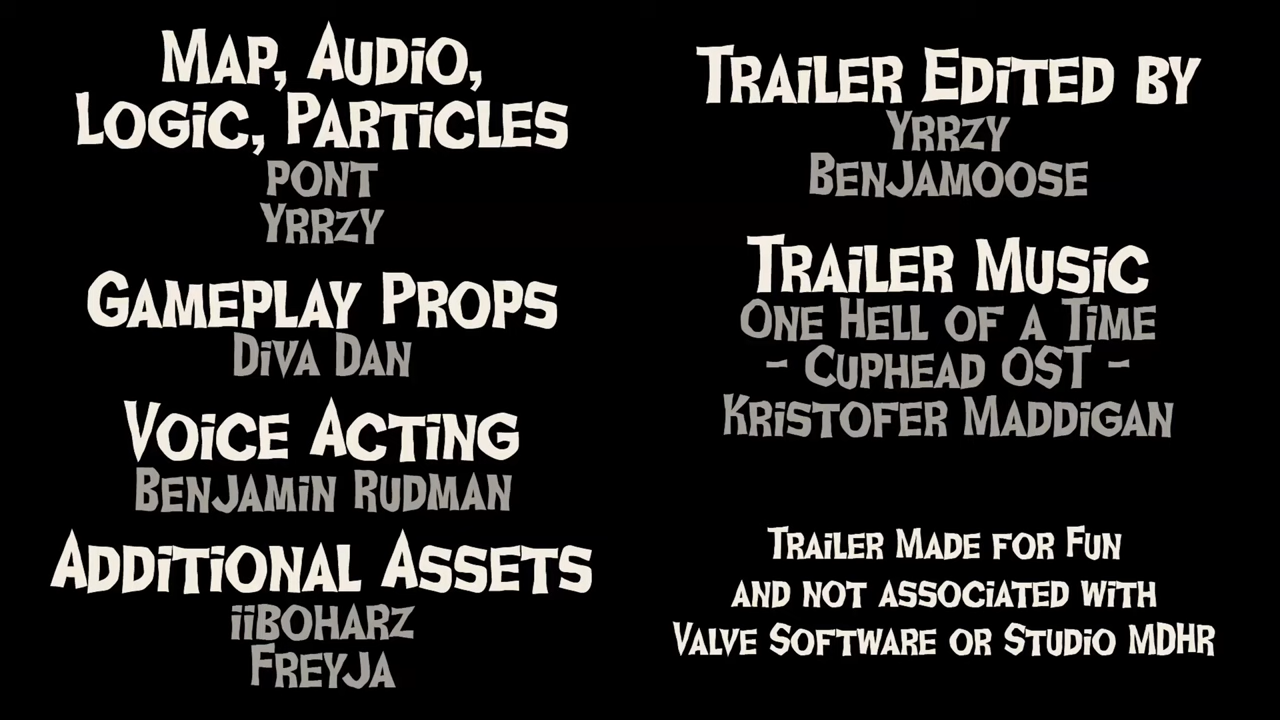 Map, Audio,
Logic, Particles
PONT
Yrrzy
Gameplay Props
Diva Dan
Voice Acting
Benjamin Rudman
Additional Assets
iiboharz
Freyja
Trailer Edited by
Yrrzy
Benjamoose
Trailer Music
One Hell of a Time
- Cuphead OST -
Kristofer Maddigan
Trailer Made for Fun
and not associated with
Valve Software or Studio MDHR